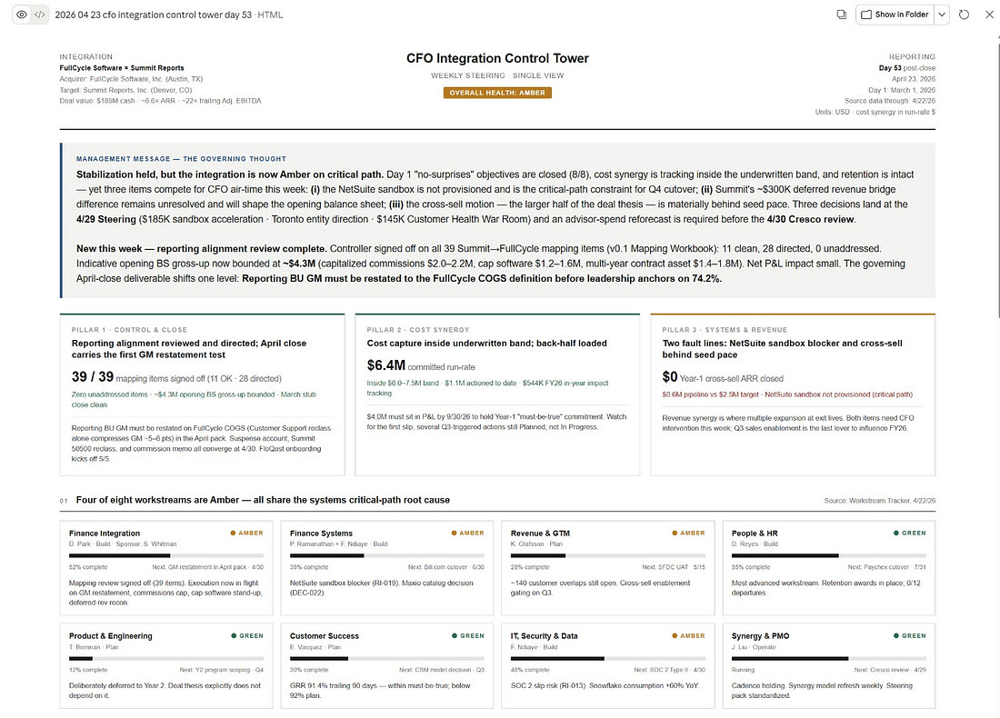 2026 04 23 cfo integration control tower day 53 · HTML
Show in Folder
INTEGRATION
FullCycle Software × Summit Reports
Acquirer: FullCycle Software, Inc. (Austin, TX)
Target: Summit Reports, Inc. (Denver, CO)
Deal value: $185M cash · ~6.6× ARR · ~22× trailing Adj. EBITDA
CFO Integration Control Tower
WEEKLY STEERING · SINGLE VIEW
OVERALL HEALTH: AMBER
REPORTING
Day 53 post-close
April 23, 2026
Day 1: March 1, 2026
Source data through: 4/22/26
Units: USD · cost synergy in run-rate $
MANAGEMENT MESSAGE — THE GOVERNING THOUGHT
Stabilization held, but the integration is now Amber on critical path. Day 1 "no-surprises" objectives are closed (8/8), cost synergy is tracking inside the underwritten band, and retention is intact
— yet three items compete for CFO air-time this week: (i) the NetSuite sandbox is not provisioned and is the critical-path constraint for Q4 cutover; (ii) Summit's ~$300K deferred revenue bridge
difference remains unresolved and will shape the opening balance sheet; (iii) the cross-sell motion — the larger half of the deal thesis — is materially behind seed pace. Three decisions land at the
4/29 Steering ($185K sandbox acceleration · Toronto entity direction · $145K Customer Health War Room) and an advisor-spend reforecast is required before the 4/30 Cresco review.
New this week — reporting alignment review complete. Controller signed off on all 39 Summit→FullCycle mapping items (v0.1 Mapping Workbook): 11 clean, 28 directed, 0 unaddressed.
Indicative opening BS gross-up now bounded at ~$4.3M (capitalized commissions $2.0–2.2M, cap software $1.2–1.6M, multi-year contract asset $1.4–1.8M). Net P&L impact small. The governing
April-close deliverable shifts one level: Reporting BU GM must be restated to the FullCycle COGS definition before leadership anchors on 74.2%.
PILLAR 1 · CONTROL & CLOSE
Reporting alignment reviewed and directed; April close
carries the first GM restatement test
39 / 39 mapping items signed off (11 OK · 28 directed)
Zero unaddressed items · ~$4.3M opening BS gross-up bounded · March stub
close clean
Reporting BU GM must be restated on FullCycle COGS (Customer Support reclass
alone compresses GM ~5–6 pts) in the April pack. Suspense account, Summit
50500 reclass, and commission memo all converge at 4/30. FloQast onboarding
kicks off 5/5.
PILLAR 2 · COST SYNERGY
Cost capture inside underwritten band; back-half loaded
$6.4M committed run-rate
Inside $6.0–7.5M band · $1.1M actioned to date · $544K FY26 in-year impact
tracking
$4.0M must sit in P&L by 9/30/26 to hold Year-1 "must-be-true" commitment. Watch
for the first slip; several Q3-triggered actions still Planned, not In Progress.
PILLAR 3 · SYSTEMS & REVENUE
Two fault lines: NetSuite sandbox blocker and cross-sell
behind seed pace
$0 Year-1 cross-sell ARR closed
$0.6M pipeline vs $2.5M target · NetSuite sandbox not provisioned (critical path)
Revenue synergy is where multiple expansion at exit lives. Both items need CFO
intervention this week; Q3 sales enablement is the last lever to influence FY26.
01 Four of eight workstreams are Amber — all share the systems critical-path root cause
Source: Workstream Tracker, 4/22/26
Finance Integration AMBER
D. Park · Build · Sponsor: S. Whitman
52% complete Next: GM restatement in April pack · 4/30
Mapping review signed off (39 items). Execution now in flight
on GM restatement, commissions cap, cap software stand-up,
deferred-rev recon.
Finance Systems AMBER
P. Ramanathan + F. Ndiaye · Build
38% complete Next: Bill.com cutover · 6/30
NetSuite sandbox blocker (RI-019). Maxio catalog decision
(DEC-022).
Revenue & GTM AMBER
K. Olafsson · Plan
28% complete Next: SFDC UAT · 5/15
~140 customer overlaps still open. Cross-sell enablement
gating on Q3.
People & HR GREEN
D. Reyes · Build
55% complete Next: Paychex cutover · 7/31
Most advanced workstream. Retention awards in place; 0/12
departures.
Product & Engineering GREEN
T. Brennan · Plan
12% complete Next: Y2 program scoping · Q4
Deliberately deferred to Year 2. Deal thesis explicitly does not
depend on it.
Customer Success GREEN
E. Vasquez · Plan
30% complete Next: CSM model decision · Q3
GRR 91.4% trailing 90 days — within must-be-true; below
92% plan.
IT, Security & Data AMBER
F. Ndiaye · Build
48% complete Next: SOC 2 Type II · 4/30
SOC 2 slip risk (RI-013). Snowflake consumption +60% YoY.
Synergy & PMO GREEN
J. Liu · Operate
Running Next: Cresco review · 4/29
Cadence holding. Synergy model refresh weekly. Steering
pack standardized.